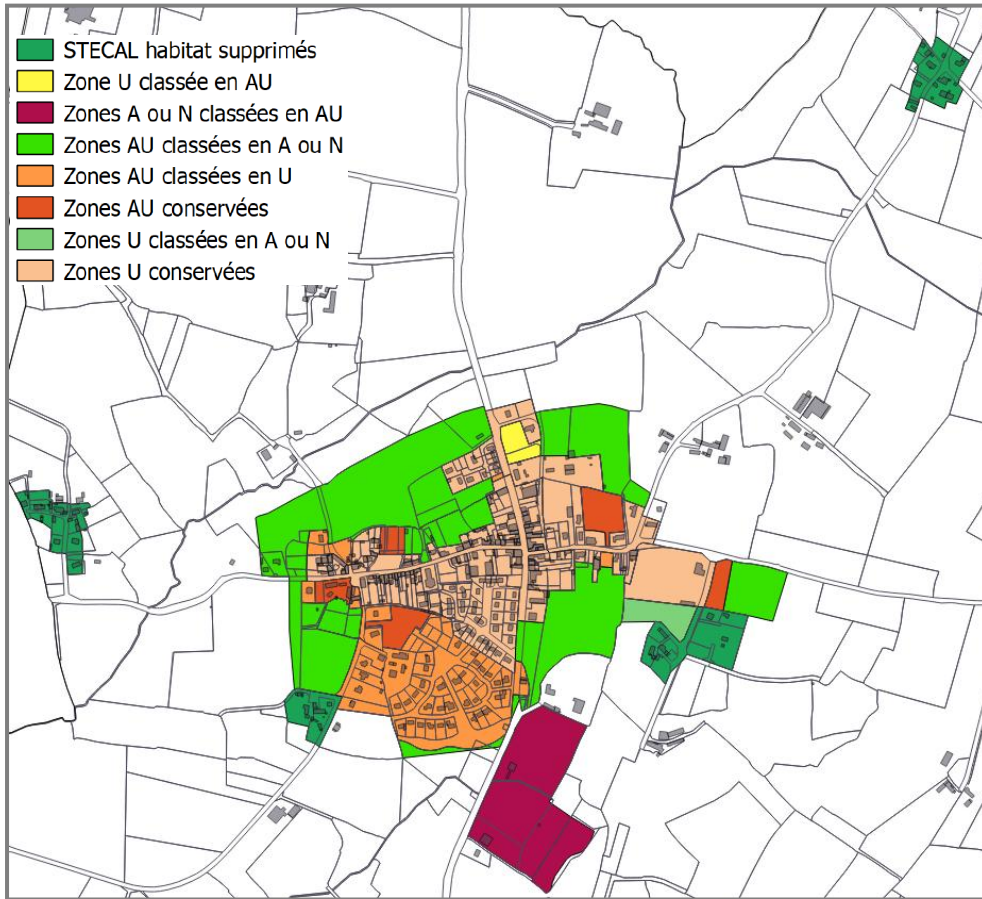 STECAL habitat supprimés
Zone U classée en AU
Zones A ou N classées en AU
Zones AU classées en A ou N
Zones AU classées en U
Zones AU conservées
Zones U classées en A ou N
Zones U conservées